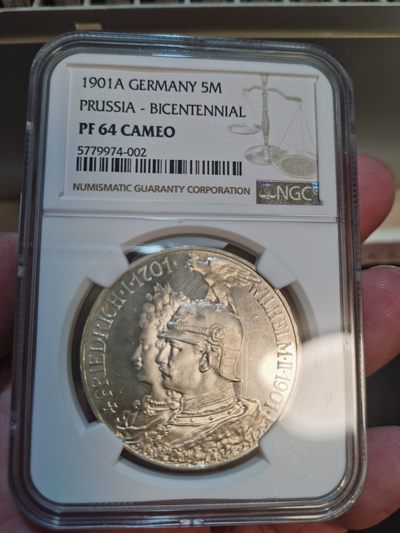 1901A GERMANY 5M
PRUSSIA - BICENTENNIAL
PF 64 CAMEO
5779974-002
NUMISMATIC GUARANTY CORPORATION
NGC
FRIEDRICH·I·1701· WILHELM·II·1901